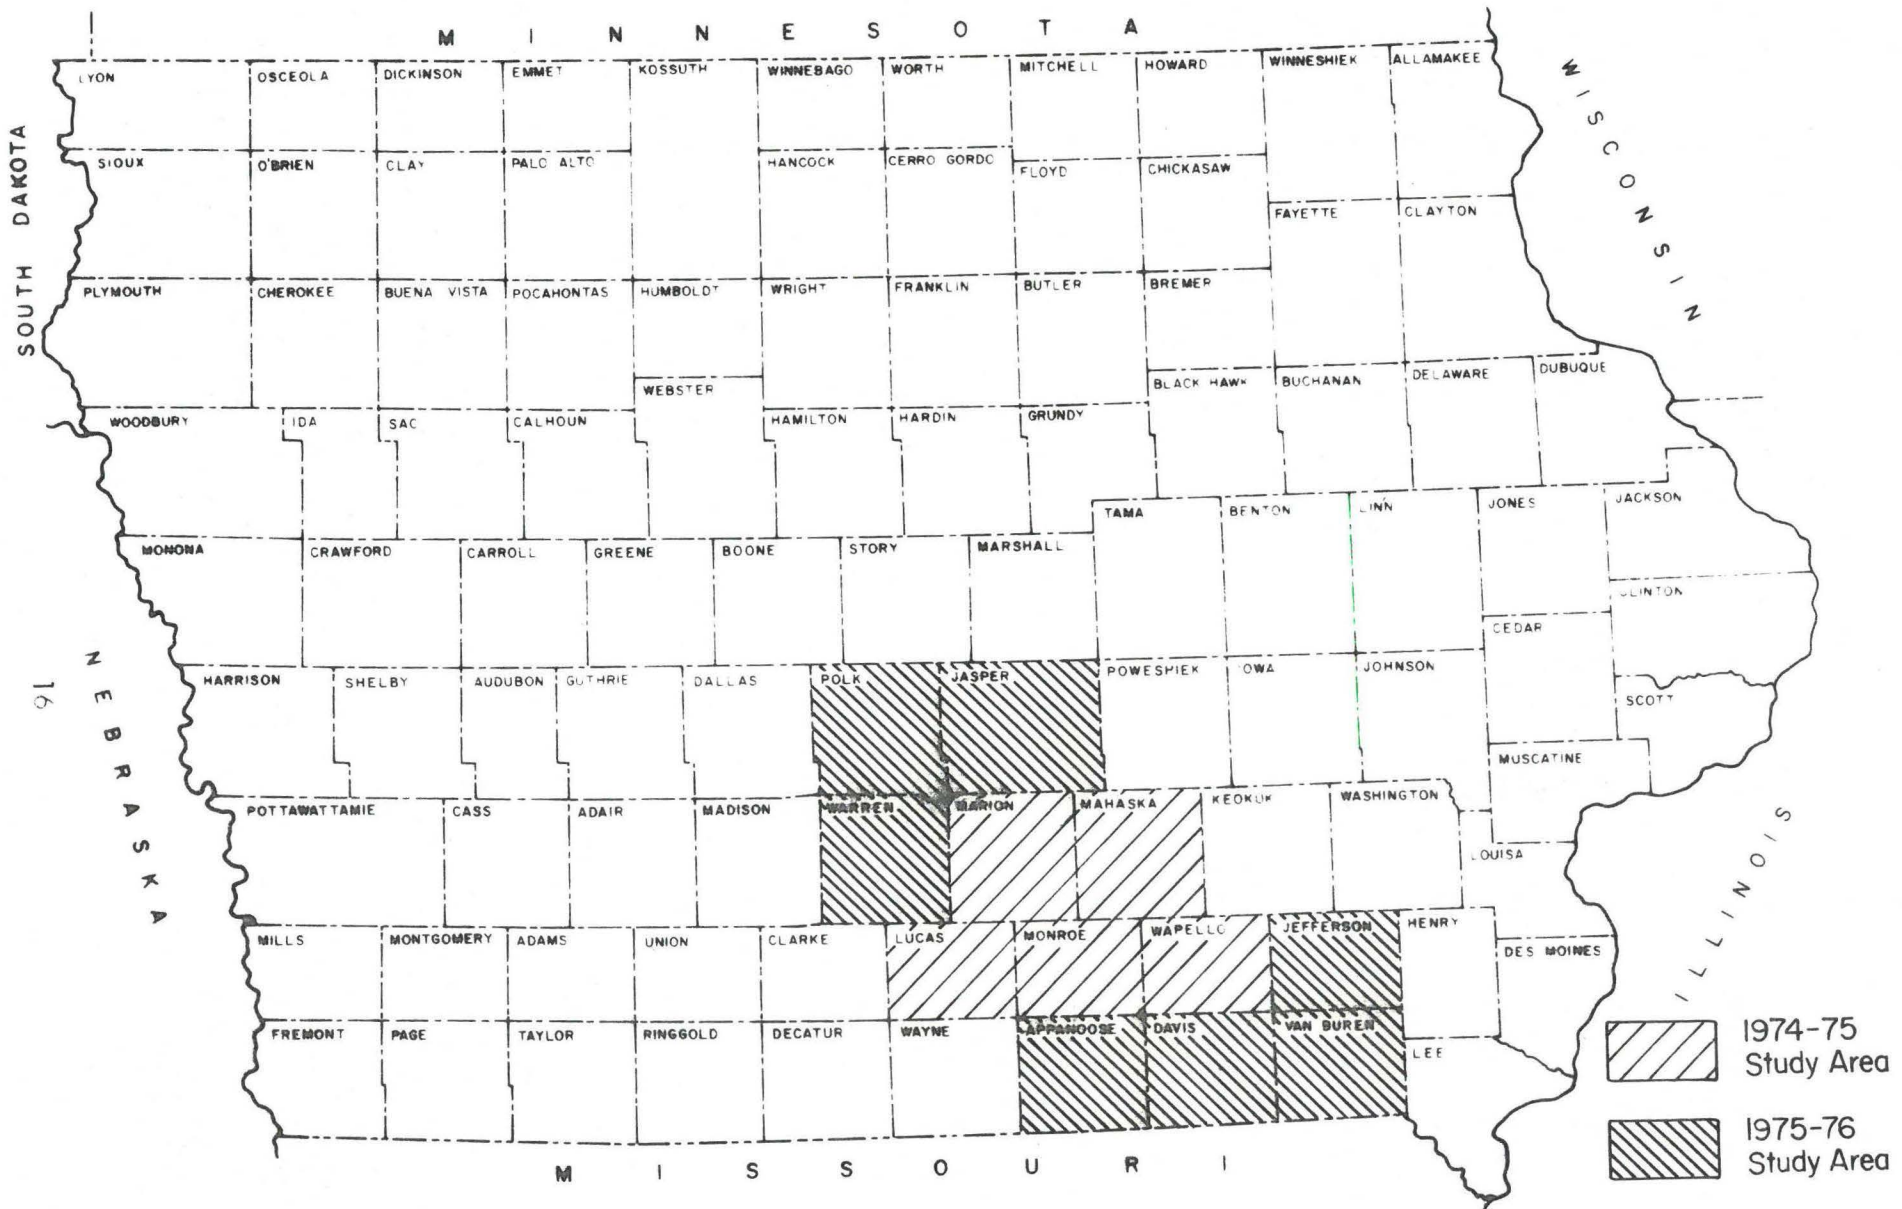 MINNESOTA
LYON
OSCEOLA
DICKINSON
EMMET
KOSSUTH
WINNEBAGO
WORTH
MITCHELL
HOWARD
WINNESHIEK
ALLAMAKEE
WISCONSIN
SOUTH DAKOTA
SIOUX
O'BRIEN
CLAY
PALO ALTO
HANCOCK
CERRO GORDO
FLOYD
CHICKASAW
FAYETTE
CLAYTON
PLYMOUTH
CHEROKEE
BUENA VISTA
POCAHONTAS
HUMBOLDT
WRIGHT
FRANKLIN
BUTLER
BREMER
WEBSTER
BLACK HAWK
BUCHANAN
DELAWARE
DUBUQUE
WOODBURY
IDA
SAC
CALHOUN
HAMILTON
HARDIN
GRUNDY
TAMA
BENTON
LINN
JONES
JACKSON
MONONA
CRAWFORD
CARROLL
GREENE
BOONE
STORY
MARSHALL
CLINTON
CEDAR
NEBRASKA
16
HARRISON
SHELBY
AUDUBON
GUTHRIE
DALLAS
POLK
JASPER
POWESHIEK
IOWA
JOHNSON
SCOTT
MUSCATINE
POTTAWATTAMIE
CASS
ADAIR
MADISON
WARREN
MARION
MAHASKA
KEOKUK
WASHINGTON
LOUISA
ILLINOIS
MILLS
MONTGOMERY
ADAMS
UNION
CLARKE
LUCAS
MONROE
WAPELLO
JEFFERSON
HENRY
DES MOINES
FREMONT
PAGE
TAYLOR
RINGGOLD
DECATUR
WAYNE
APPANOOSE
DAVIS
VAN BUREN
LEE
1974-75
Study Area
1975-76
Study Area
MISSOURI